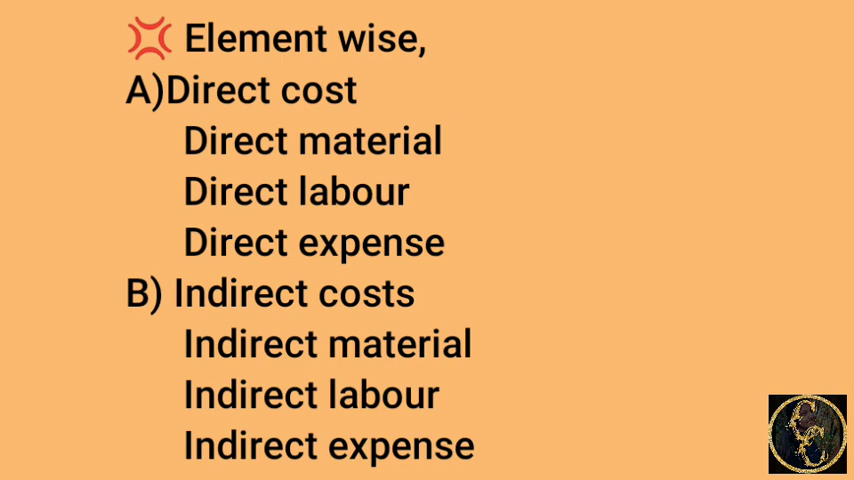 Element wise,
A)Direct cost
Direct material
Direct labour
Direct expense
B) Indirect costs
Indirect material
Indirect labour
Indirect expense